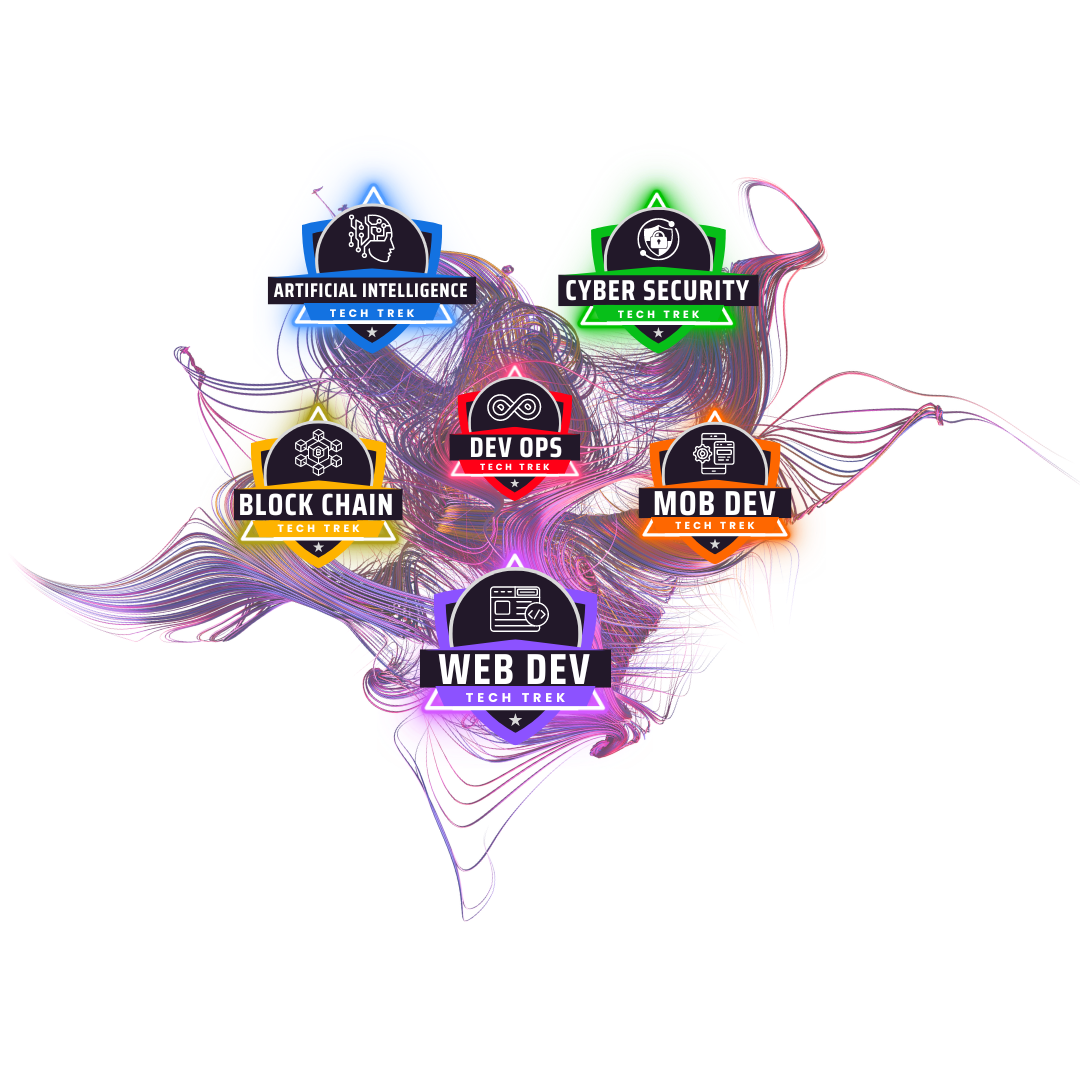 ARTIFICIAL INTELLIGENCE
TECH TREK
CYBER SECURITY
TECH TREK
DEV OPS
TECH TREK
BLOCK CHAIN
TECH TREK
MOB DEV
TECH TREK
WEB DEV
TECH TREK